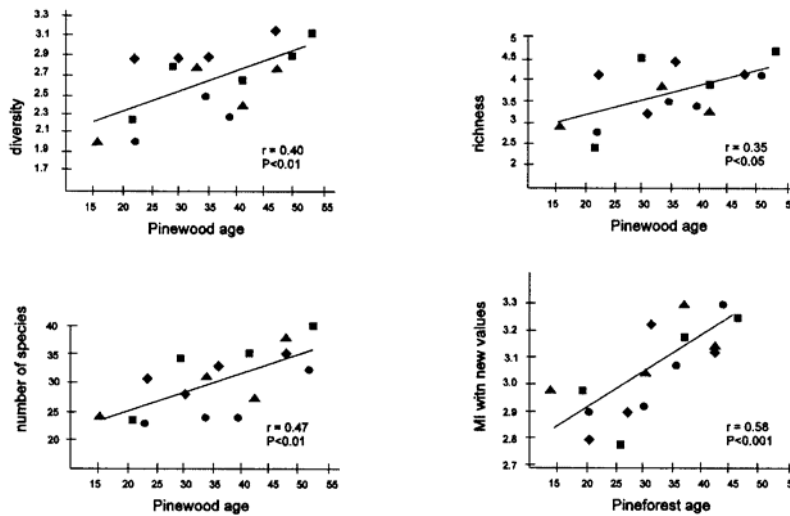 diversity
3.3
3.1
2.9
2.7
2.5
2.3
2.1
1.9
1.7
r = 0.40
P<0.01
15 20 25 30 35 40 45 50 55
Pinewood age
richness
5
4.5
4
3.5
3
2.5
2
r = 0.35
P<0.05
15 20 25 30 35 40 45 50 55
Pinewood age
number of species
40
35
30
25
20
r = 0.47
P<0.01
15 20 25 30 35 40 45 50 55
Pinewood age
MI witn new values
3.3
3.2
3.1
3.0
2.9
2.8
2.7
r = 0.58
P<0.001
15 20 25 30 35 40 45 50 55
Pineforest age